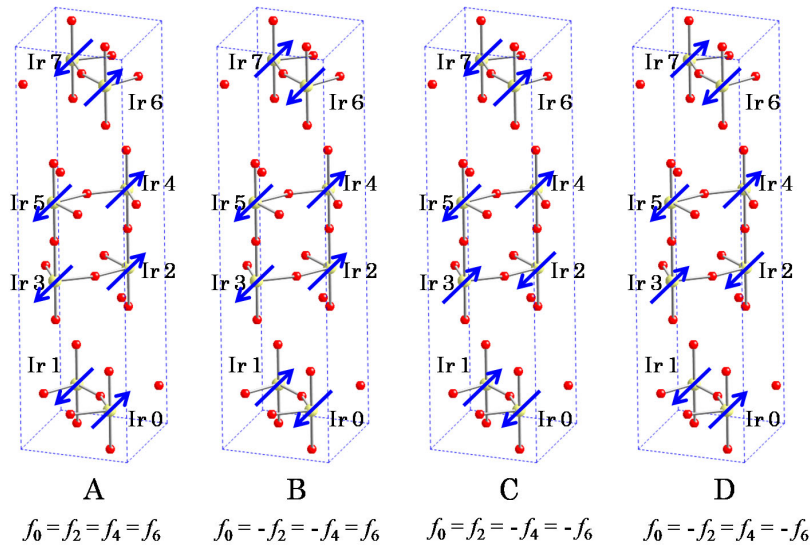 Ir 7 Ir 7 Ir 7 Ir 7
Ir 6 Ir 6 Ir 6 Ir 6
Ir 5 Ir 4 Ir 5 Ir 4 Ir 5 Ir 4 Ir 5 Ir 4
Ir 3 Ir 2 Ir 3 Ir 2 Ir 3 Ir 2 Ir 3 Ir 2
Ir 1 Ir 1 Ir 1 Ir 1
Ir 0 Ir 0 Ir 0 Ir 0
A B C D
f₀ = f₂ = f₄ = f₆ f₀ = -f₂ = -f₄ = f₆ f₀ = f₂ = -f₄ = -f₆ f₀ = -f₂ = f₄ = -f₆